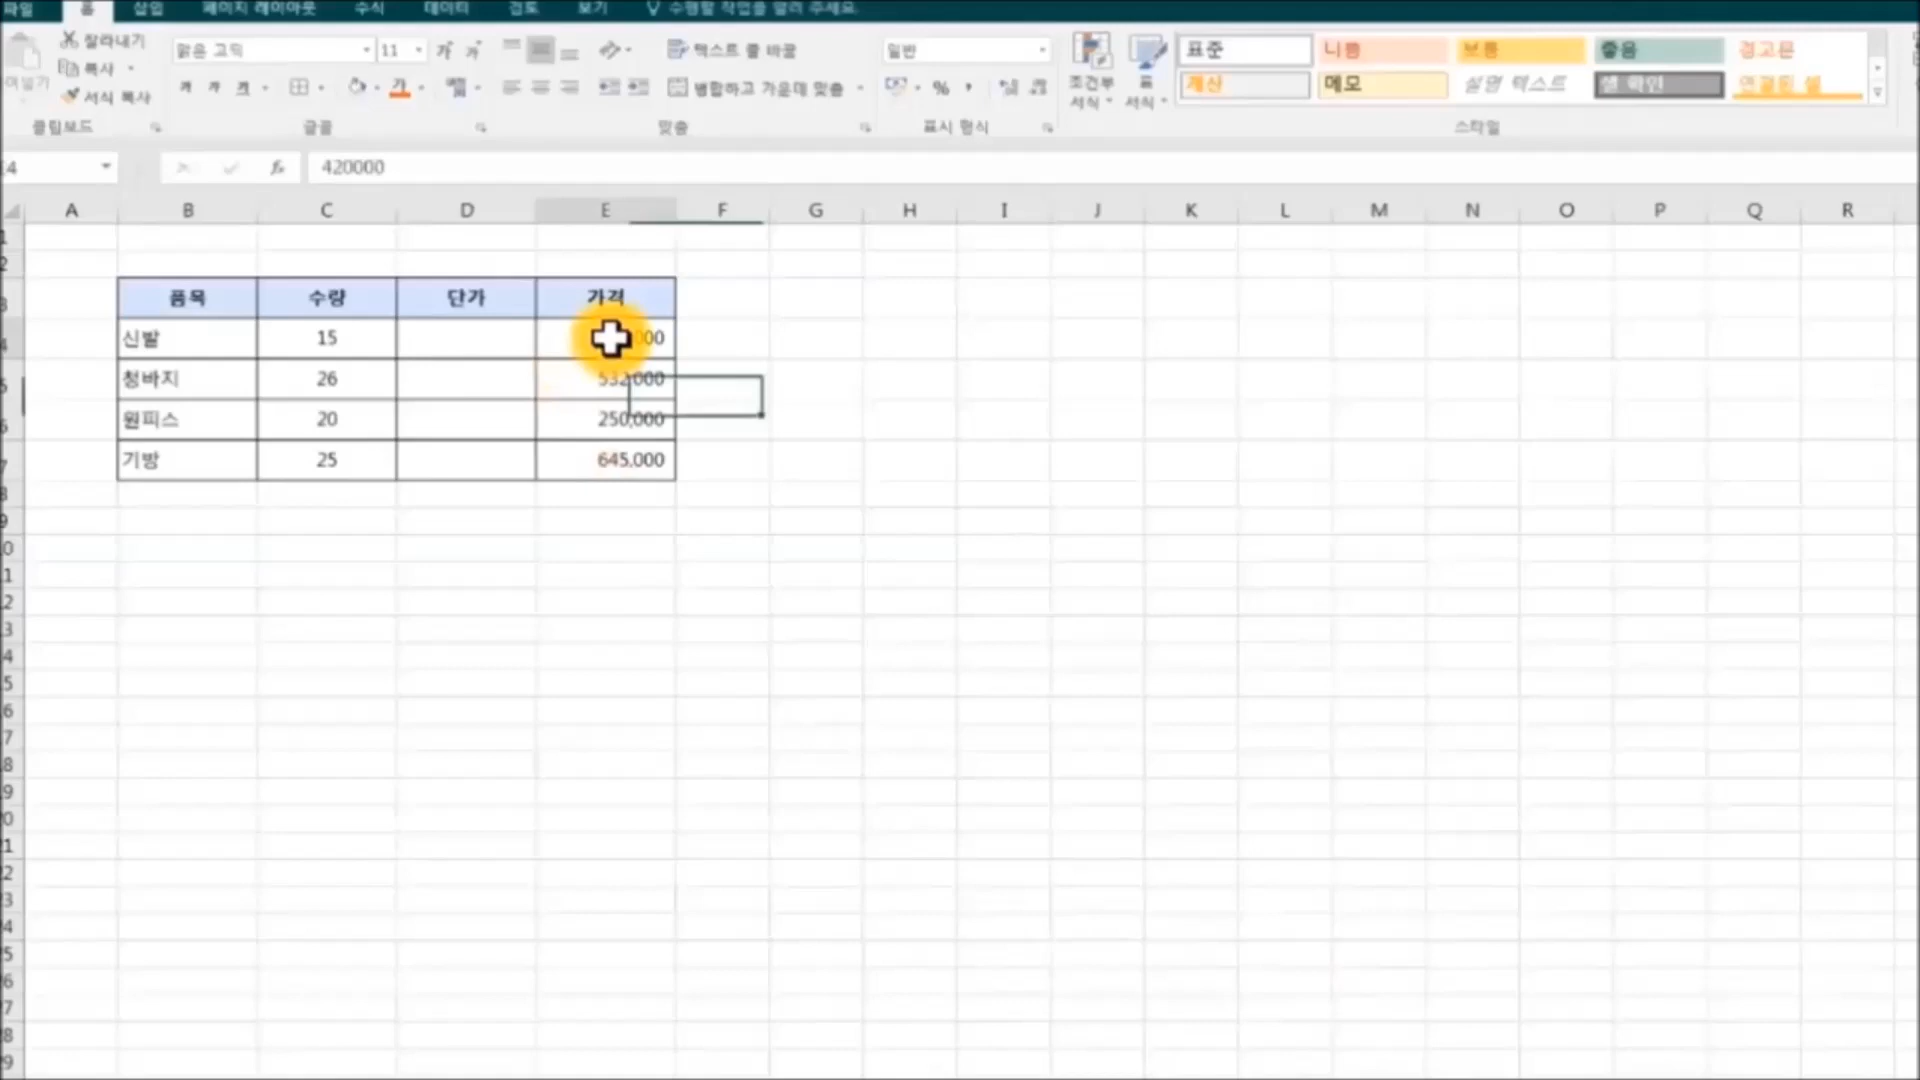 파일 홈 삽입 페이지 레이아웃 수식 데이터 검토 보기 수행할 작업을 알려 주세요.
잘라내기
복사
서식 복사
클립보드
맑은 고딕 11
가 가 가 가
글꼴
텍스트 줄 바꿈
병합하고 가운데 맞춤
맞춤
일반
%
표시 형식
조건부 서식
표 서식
표준 나쁨 보통 좋음 경고문
계산 메모 설명 텍스트 셀 확인 연결된 셀
스타일
fx 420000
A B C D E F G H I J K L M N O P Q R
품목 수량 단가 가격
신발 15 000
청바지 26 532,000
원피스 20 250,000
기방 25 645,000